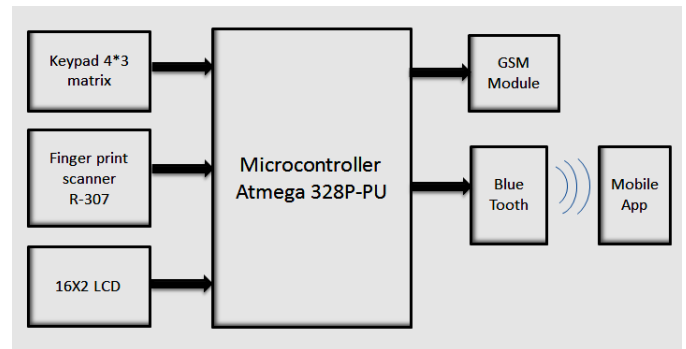 Keypad 4*3
matrix
Finger print
scanner
R-307
16X2 LCD
Microcontroller
Atmega 328P-PU
GSM
Module
Blue
Tooth
Mobile
App